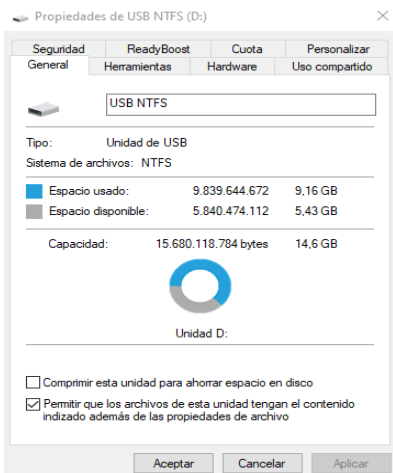 Propiedades de USB NTFS (D:)
Seguridad ReadyBoost Cuota Personalizar
General Herramientas Hardware Uso compartido
USB NTFS
Tipo: Unidad de USB
Sistema de archivos: NTFS
Espacio usado: 9.839.644.672 9,16 GB
Espacio disponible: 5.840.474.112 5,43 GB
Capacidad: 15.680.118.784 bytes 14,6 GB
Unidad D:
Comprimir esta unidad para ahorrar espacio en disco
Permitir que los archivos de esta unidad tengan el contenido
indizado además de las propiedades de archivo
Aceptar Cancelar Aplicar